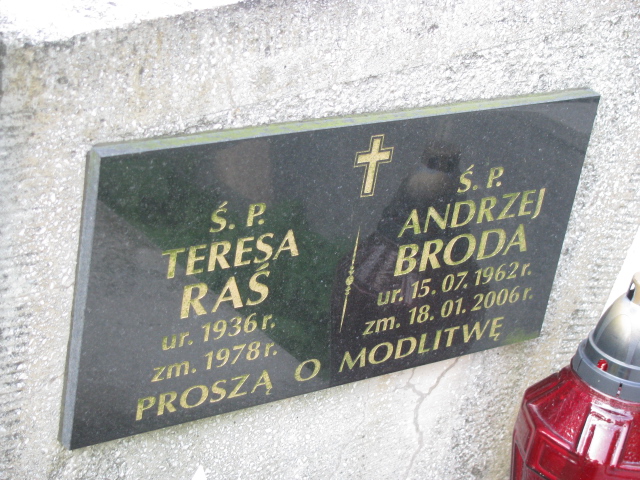 Ś. P.
TERESA
RAŚ
ur. 1936 r.
zm. 1978 r.
Ś. P.
ANDRZEJ
BRODA
ur. 15. 07. 1962 r.
zm. 18. 01. 2006 r.
PROSZĄ O MODLITWĘ